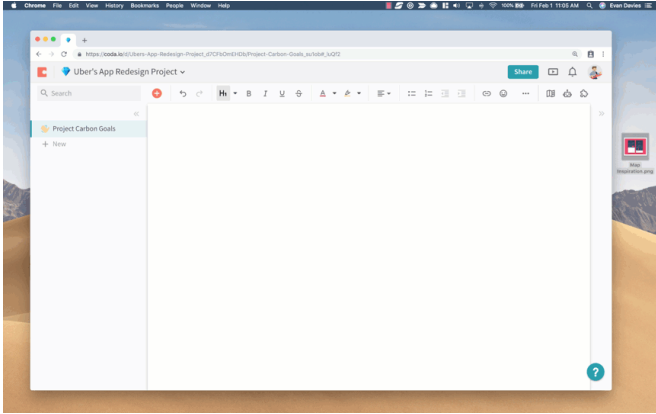 Chrome File Edit View History Bookmarks People Window Help 100% Fri Feb 1 11:05 AM Evan Davies
Uber's App Redesign Project
Share
Search
H1 B I U S A
Project Carbon Goals
+ New
Map
Inspiration.png
?